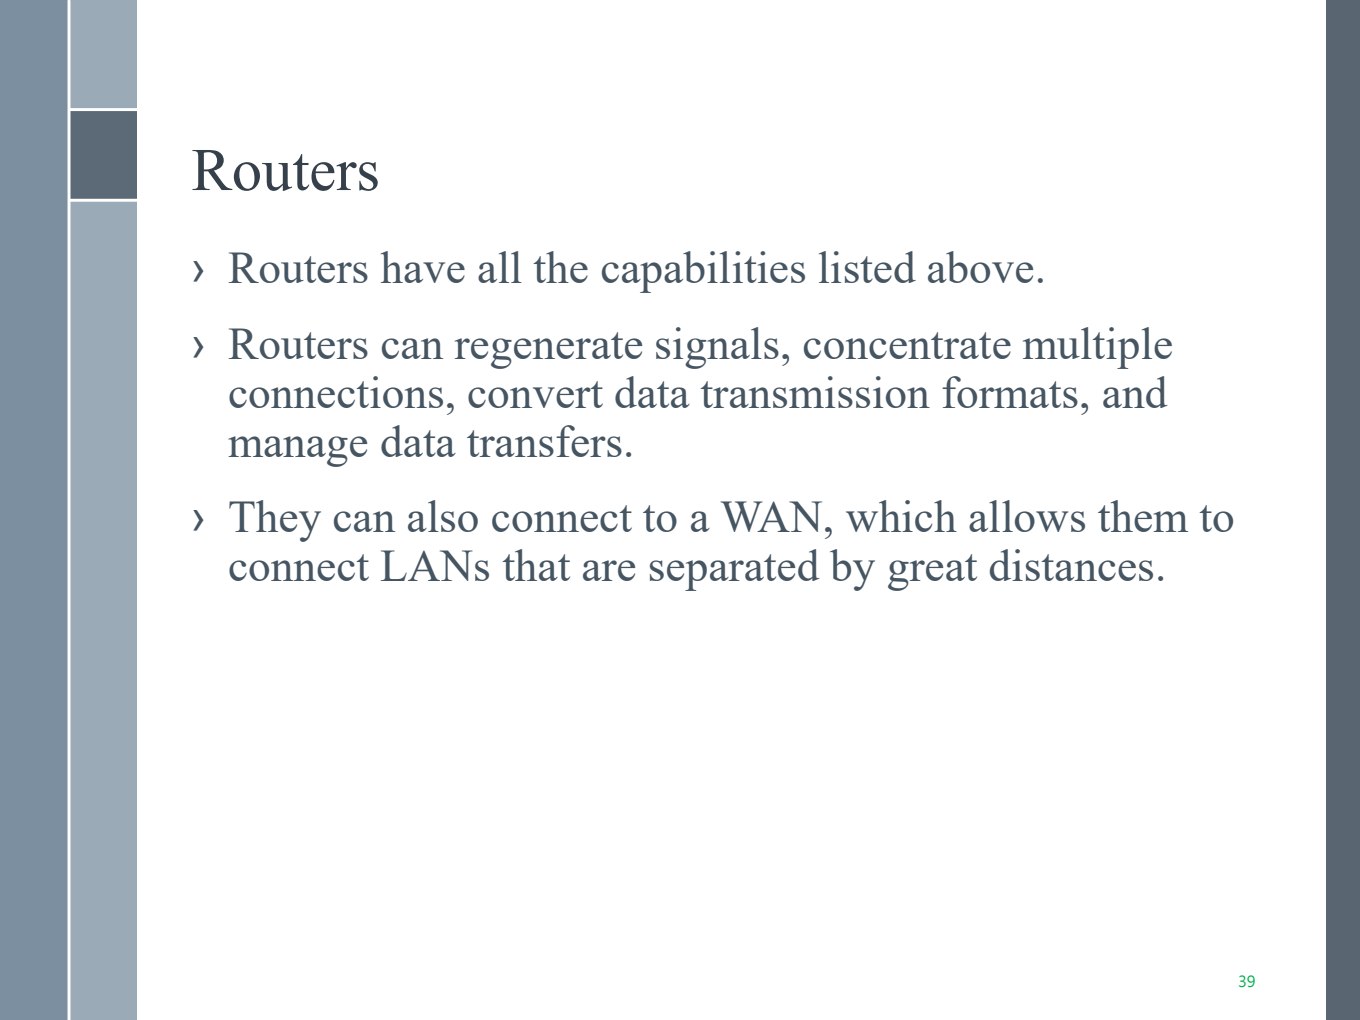 Routers
› Routers have all the capabilities listed above.
› Routers can regenerate signals, concentrate multiple
connections, convert data transmission formats, and
manage data transfers.
› They can also connect to a WAN, which allows them to
connect LANs that are separated by great distances.
39